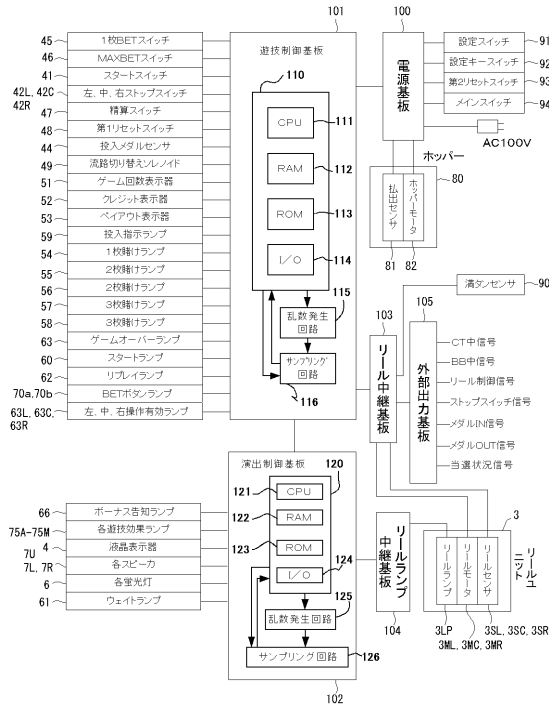 101
遊技制御基板
45
1枚BETスイッチ
46
MAXBETスイッチ
41
スタートスイッチ
42L, 42C
42R
左、中、右ストップスイッチ
47
精算スイッチ
48
第1リセットスイッチ
44
投入メダルセンサ
49
流路切り替えソレノイド
51
ゲーム回数表示器
52
クレジット表示器
53
ペイアウト表示器
59
投入指示ランプ
54
1枚賭けランプ
55
2枚賭けランプ
56
2枚賭けランプ
57
3枚賭けランプ
58
3枚賭けランプ
63
ゲームオーバーランプ
60
スタートランプ
62
リプレイランプ
70a,70b
BETボタンランプ
63L, 63C,
63R
左、中、右操作有効ランプ
110
CPU
111
RAM
112
ROM
113
I/O
114
115
乱数発生
回路
サンプリング
回路
116
100
電源基板
設定スイッチ
91
設定キースイッチ
92
第2リセットスイッチ
93
メインスイッチ
94
AC100V
ホッパー
80
払出センサ
ホッパーモータ
81
82
満タンセンサ
90
103
リール中継基板
105
外部出力基板
CT中信号
BB中信号
リール制御信号
ストップスイッチ信号
メダルIN信号
メダルOUT信号
当選状況信号
演出制御基板
120
121
CPU
122
RAM
123
ROM
I/O
124
125
乱数発生回路
サンプリング回路
126
102
66
ボーナス告知ランプ
75A-75M
各遊技効果ランプ
4
液晶表示器
7U
7L, 7R
各スピーカ
6
各蛍光灯
61
ウェイトランプ
リールランプ
中継基板
104
3
リールユニット
リールランプ
リールモータ
リールセンサ
3LP
3ML, 3MC, 3MR
3SL, 3SC, 3SR